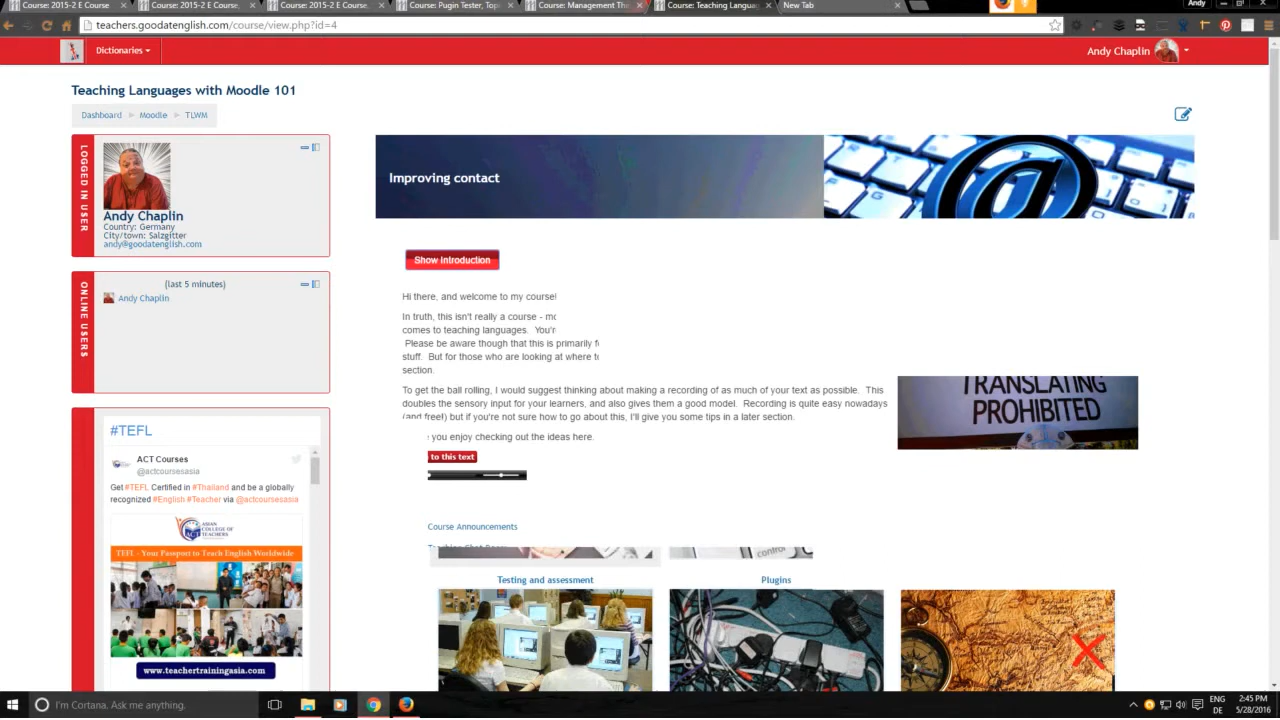 Course: 2015-2 E Course,
Course: 2015-2 E Course,
Course: 2015-2 E Course,
Course: Pugin Tester, Top
Course: Management Th
Course: Teaching Langua
New Tab
Andy
teachers.goodatenglish.com/course/view.php?id=4
Dictionaries
Andy Chaplin
Teaching Languages with Moodle 101
Dashboard
Moodle
TLWM
LOGGED IN USER
Andy Chaplin
Country: Germany
City/town: Salzgitter
andy@goodatenglish.com
Improving contact
Show Introduction
ONLINE USERS
(last 5 minutes)
Andy Chaplin
Hi there, and welcome to my course!
In truth, this isn't really a course - mo
comes to teaching languages. You'r
Please be aware though that this is primarily f
stuff. But for those who are looking at where to
section.
To get the ball rolling, I would suggest thinking about making a recording of as much of your text as possible. This
doubles the sensory input for your learners, and also gives them a good model. Recording is quite easy nowadays
(and free!) but if you're not sure how to go about this, I'll give you some tips in a later section.
you enjoy checking out the ideas here.
to this text
TRANSLATING
PROHIBITED
#TEFL
ACT Courses
@actcoursesasia
Get #TEFL Certified in #Thailand and be a globally
recognized #English #Teacher via @actcoursesasia
ASIAN
COLLEGE OF
TEACHERS
TEFL - Your Passport to Teach English Worldwide
www.teachertrainingasia.com
Course Announcements
control
Testing and assessment
Plugins
I'm Cortana. Ask me anything.
ENG
DE
2:45 PM
5/28/2016